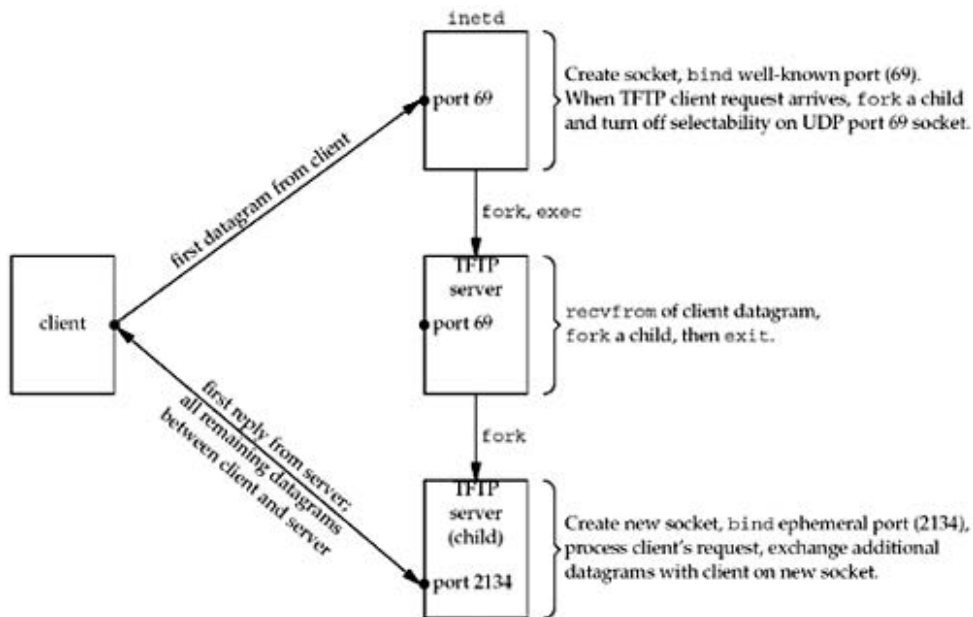 inetd
port 69
Create socket, bind well-known port (69).
When TFTP client request arrives, fork a child
and turn off selectability on UDP port 69 socket.
first datagram from client
fork, exec
client
TFTP
server
port 69
recvfrom of client datagram,
fork a child, then exit.
first reply from server;
all remaining datagrams
between client and server
fork
TFTP
server
(child)
port 2134
Create new socket, bind ephemeral port (2134),
process client's request, exchange additional
datagrams with client on new socket.